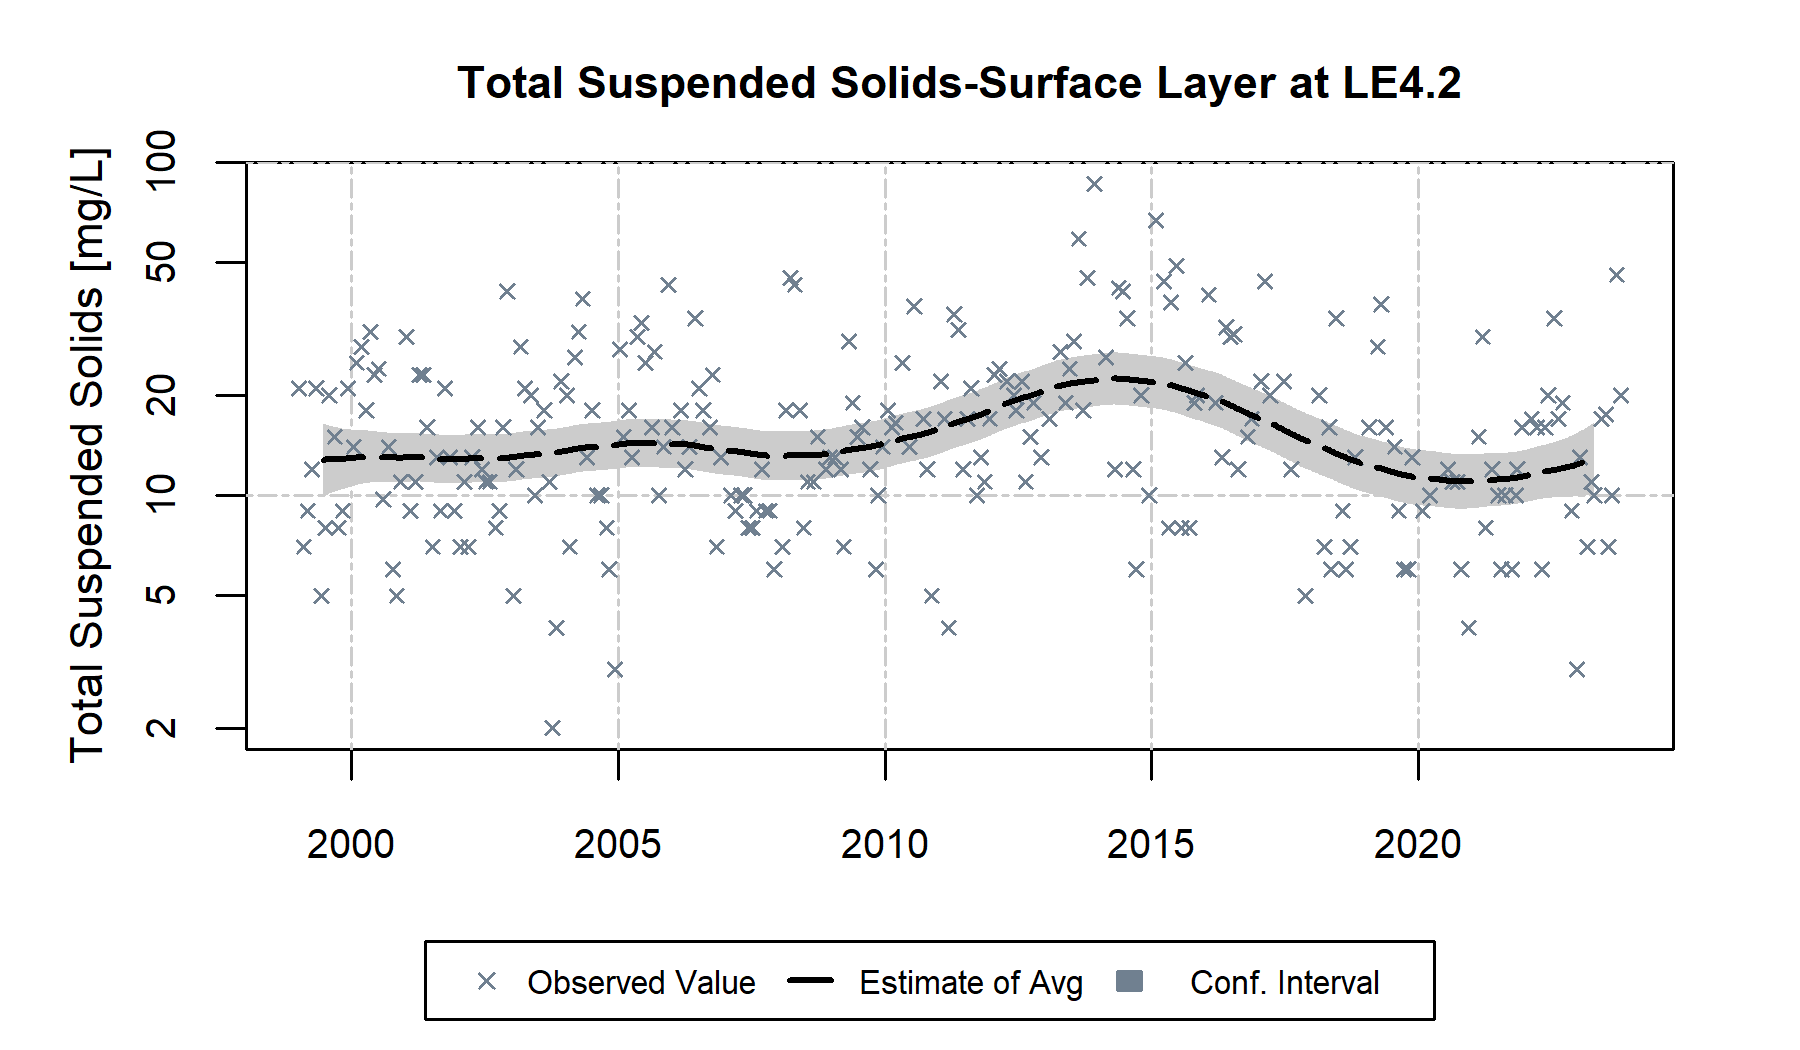 Total Suspended Solids-Surface Layer at LE4.2
Total Suspended Solids [mg/L]
100
50
20
10
5
2
2000 2005 2010 2015 2020
Observed Value Estimate of Avg Conf. Interval